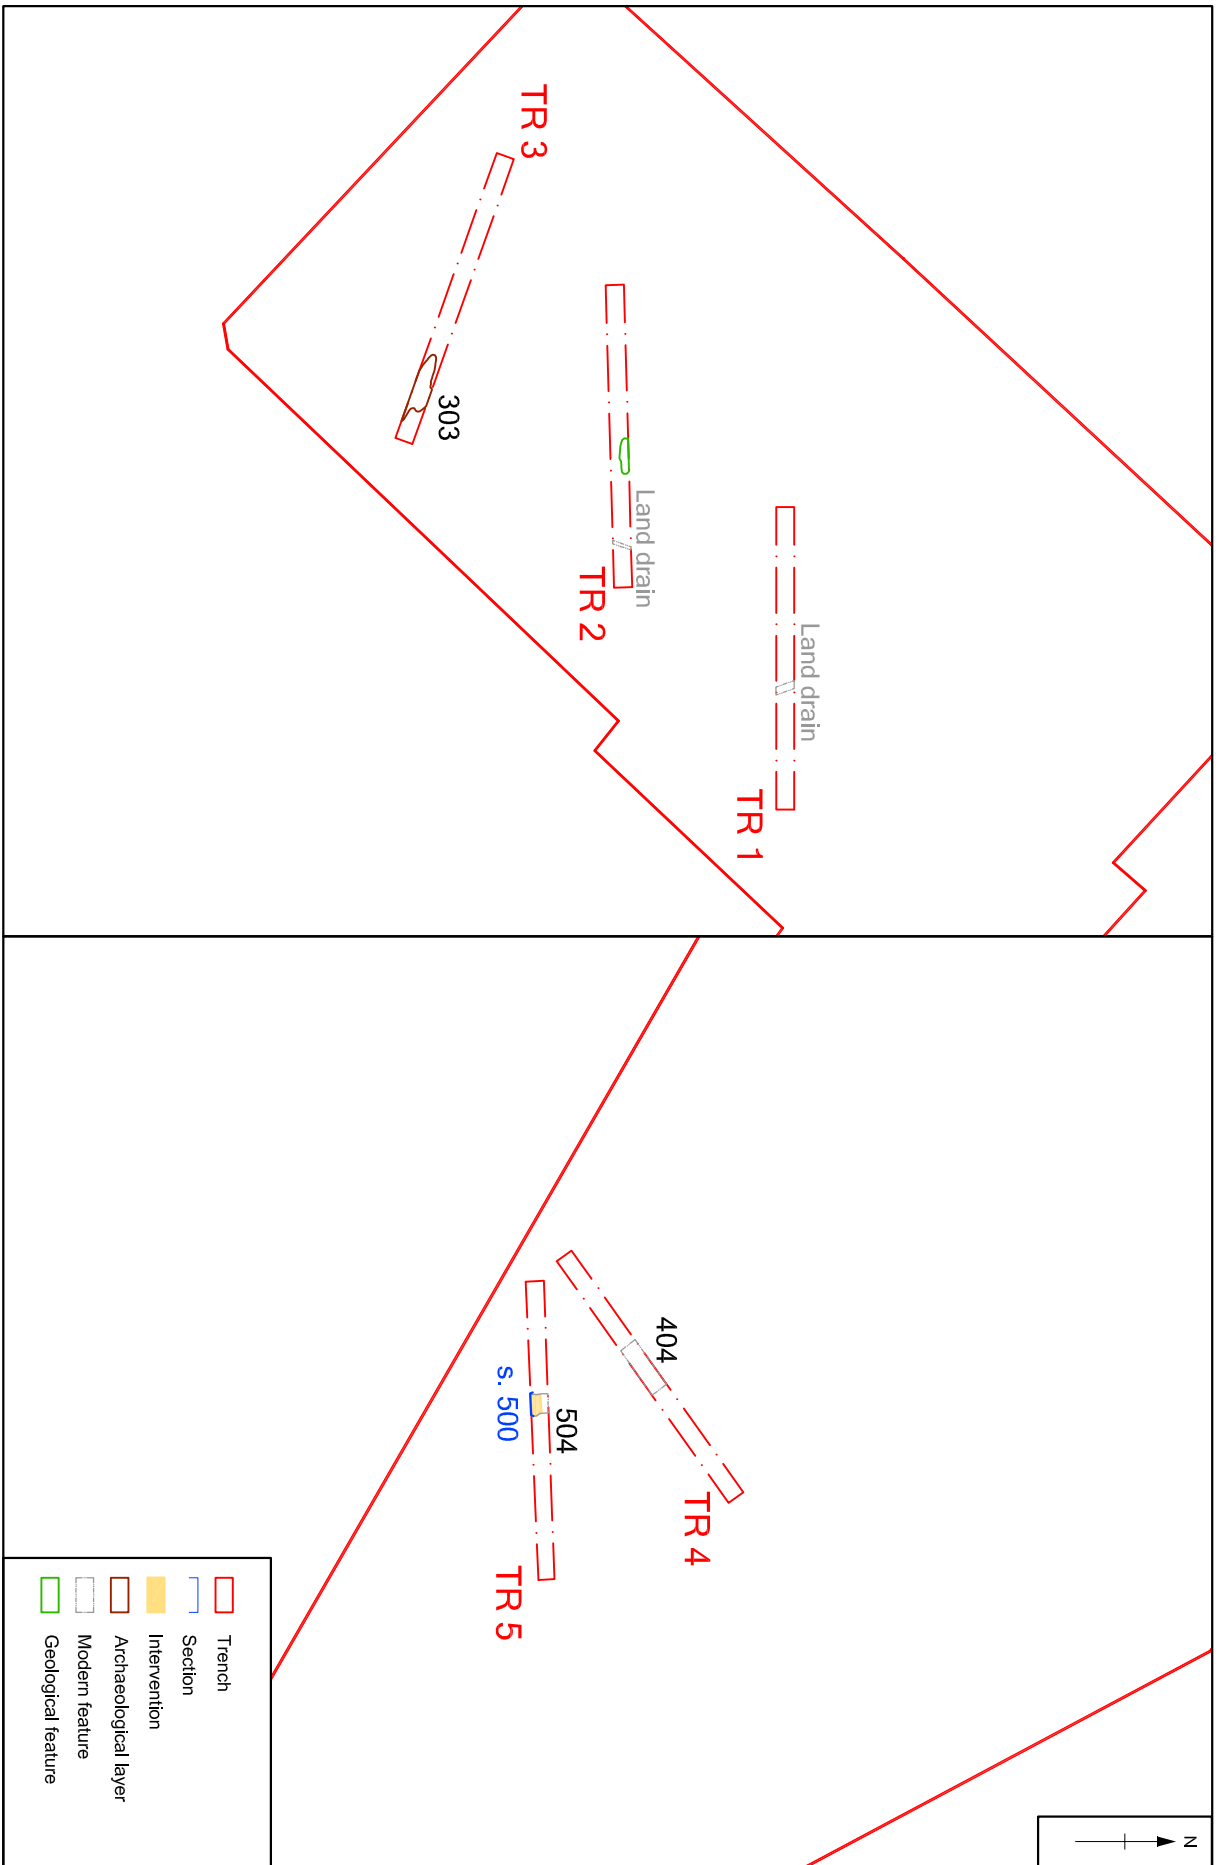 TR 3
303
Land drain
TR 2
Land drain
TR 1
404
TR 4
504
s. 500
TR 5
Trench
Section
Intervention
Archaeological layer
Modern feature
Geological feature
N